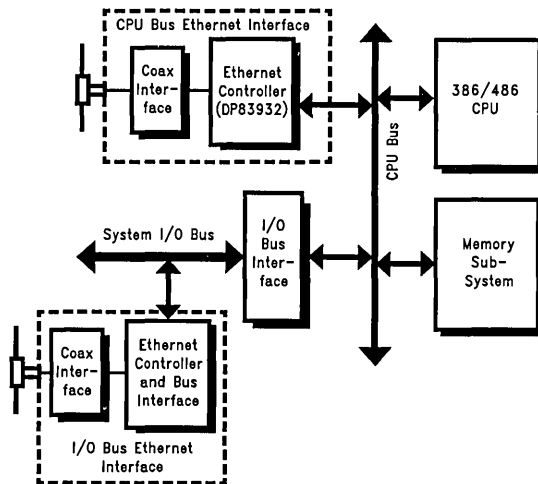 CPU Bus Ethernet Interface
Coax
Inter-
face
Ethernet
Controller
(DP83932)
386/486
CPU
CPU Bus
System I/O Bus
I/O
Bus
Inter-
face
Memory
Sub-
System
Coax
Inter-
face
Ethernet
Controller
and Bus
Interface
I/O Bus Ethernet
Interface